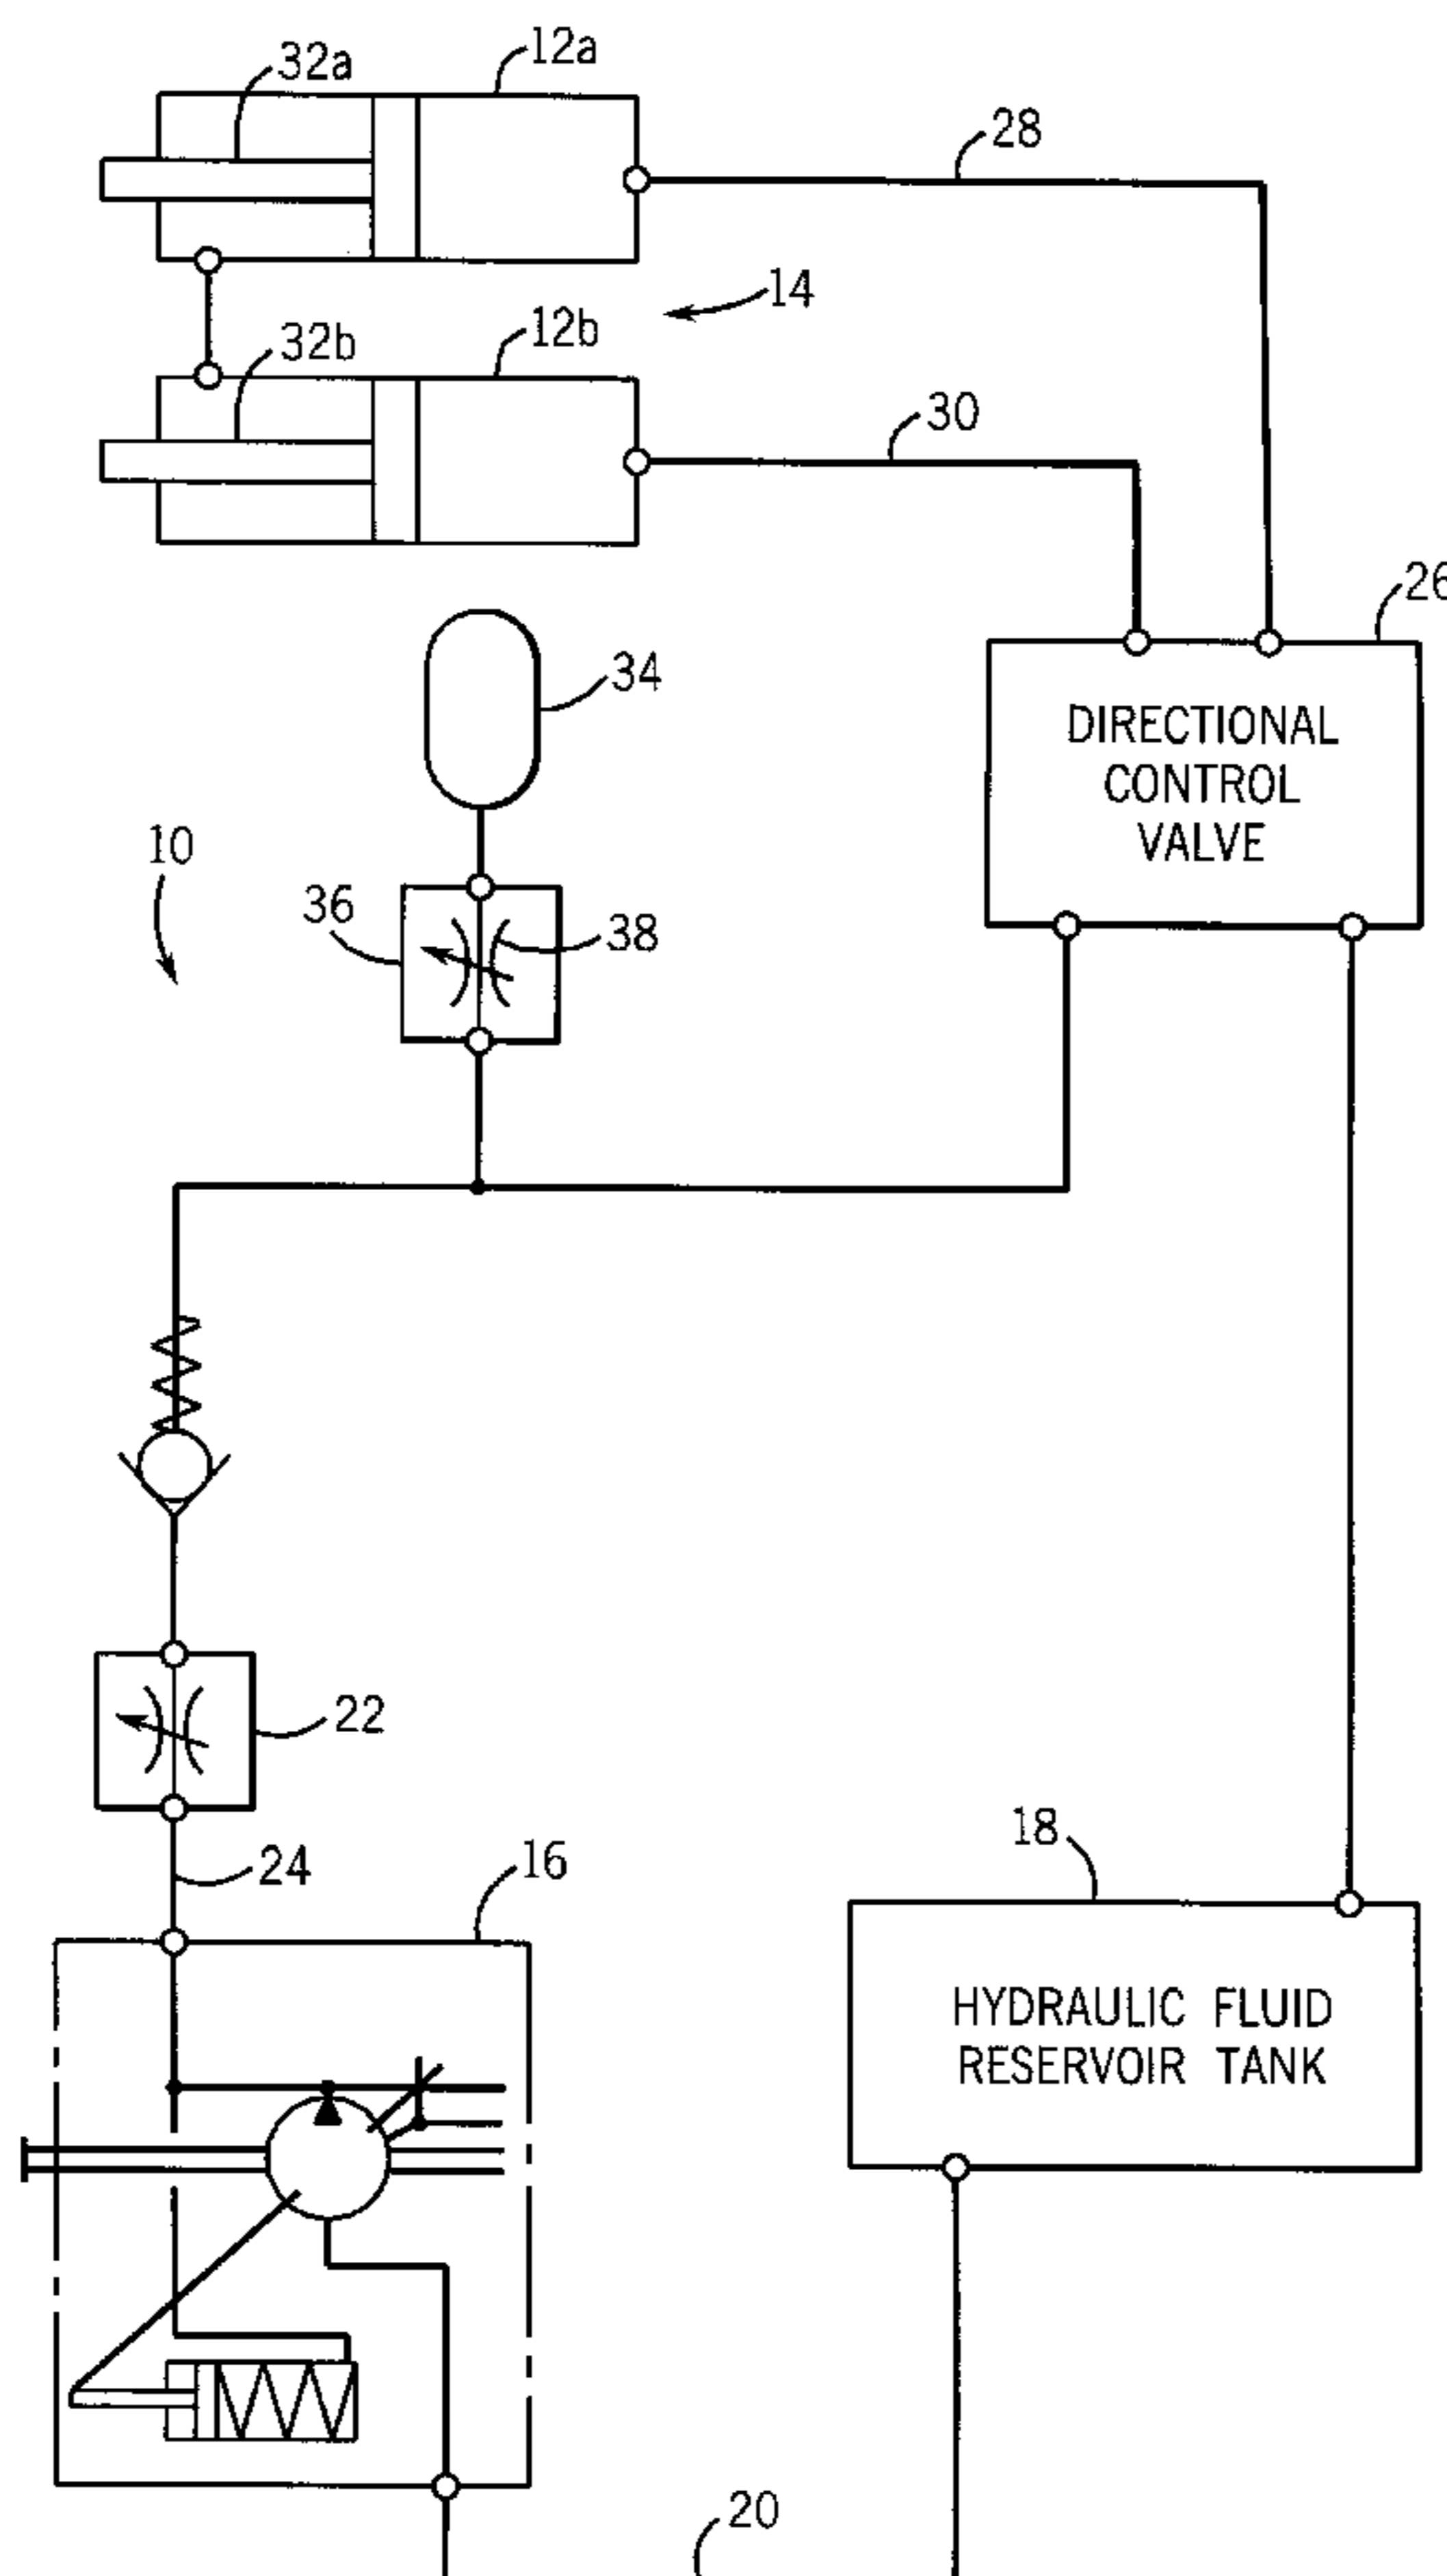 32a
12a
28
14
32b
12b
30
26
34
DIRECTIONAL
CONTROL
VALVE
10
36
38
22
18
24
16
HYDRAULIC FLUID
RESERVOIR TANK
20